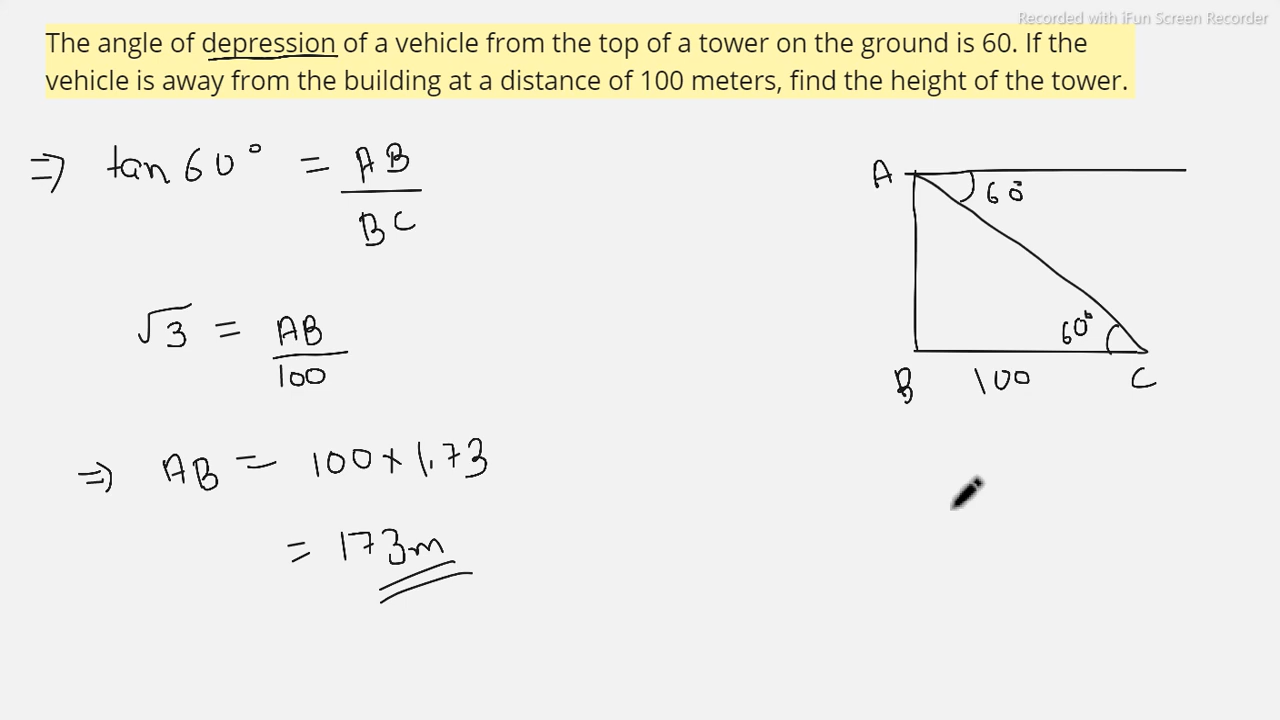 Recorded with iFun Screen Recorder
The angle of depression of a vehicle from the top of a tower on the ground is 60. If the
vehicle is away from the building at a distance of 100 meters, find the height of the tower.
⇒ tan 60° = AB
BC
√3 = AB
100
⇒ AB = 100 × 1.73
= 173m
A
60°
60°
B 100 C